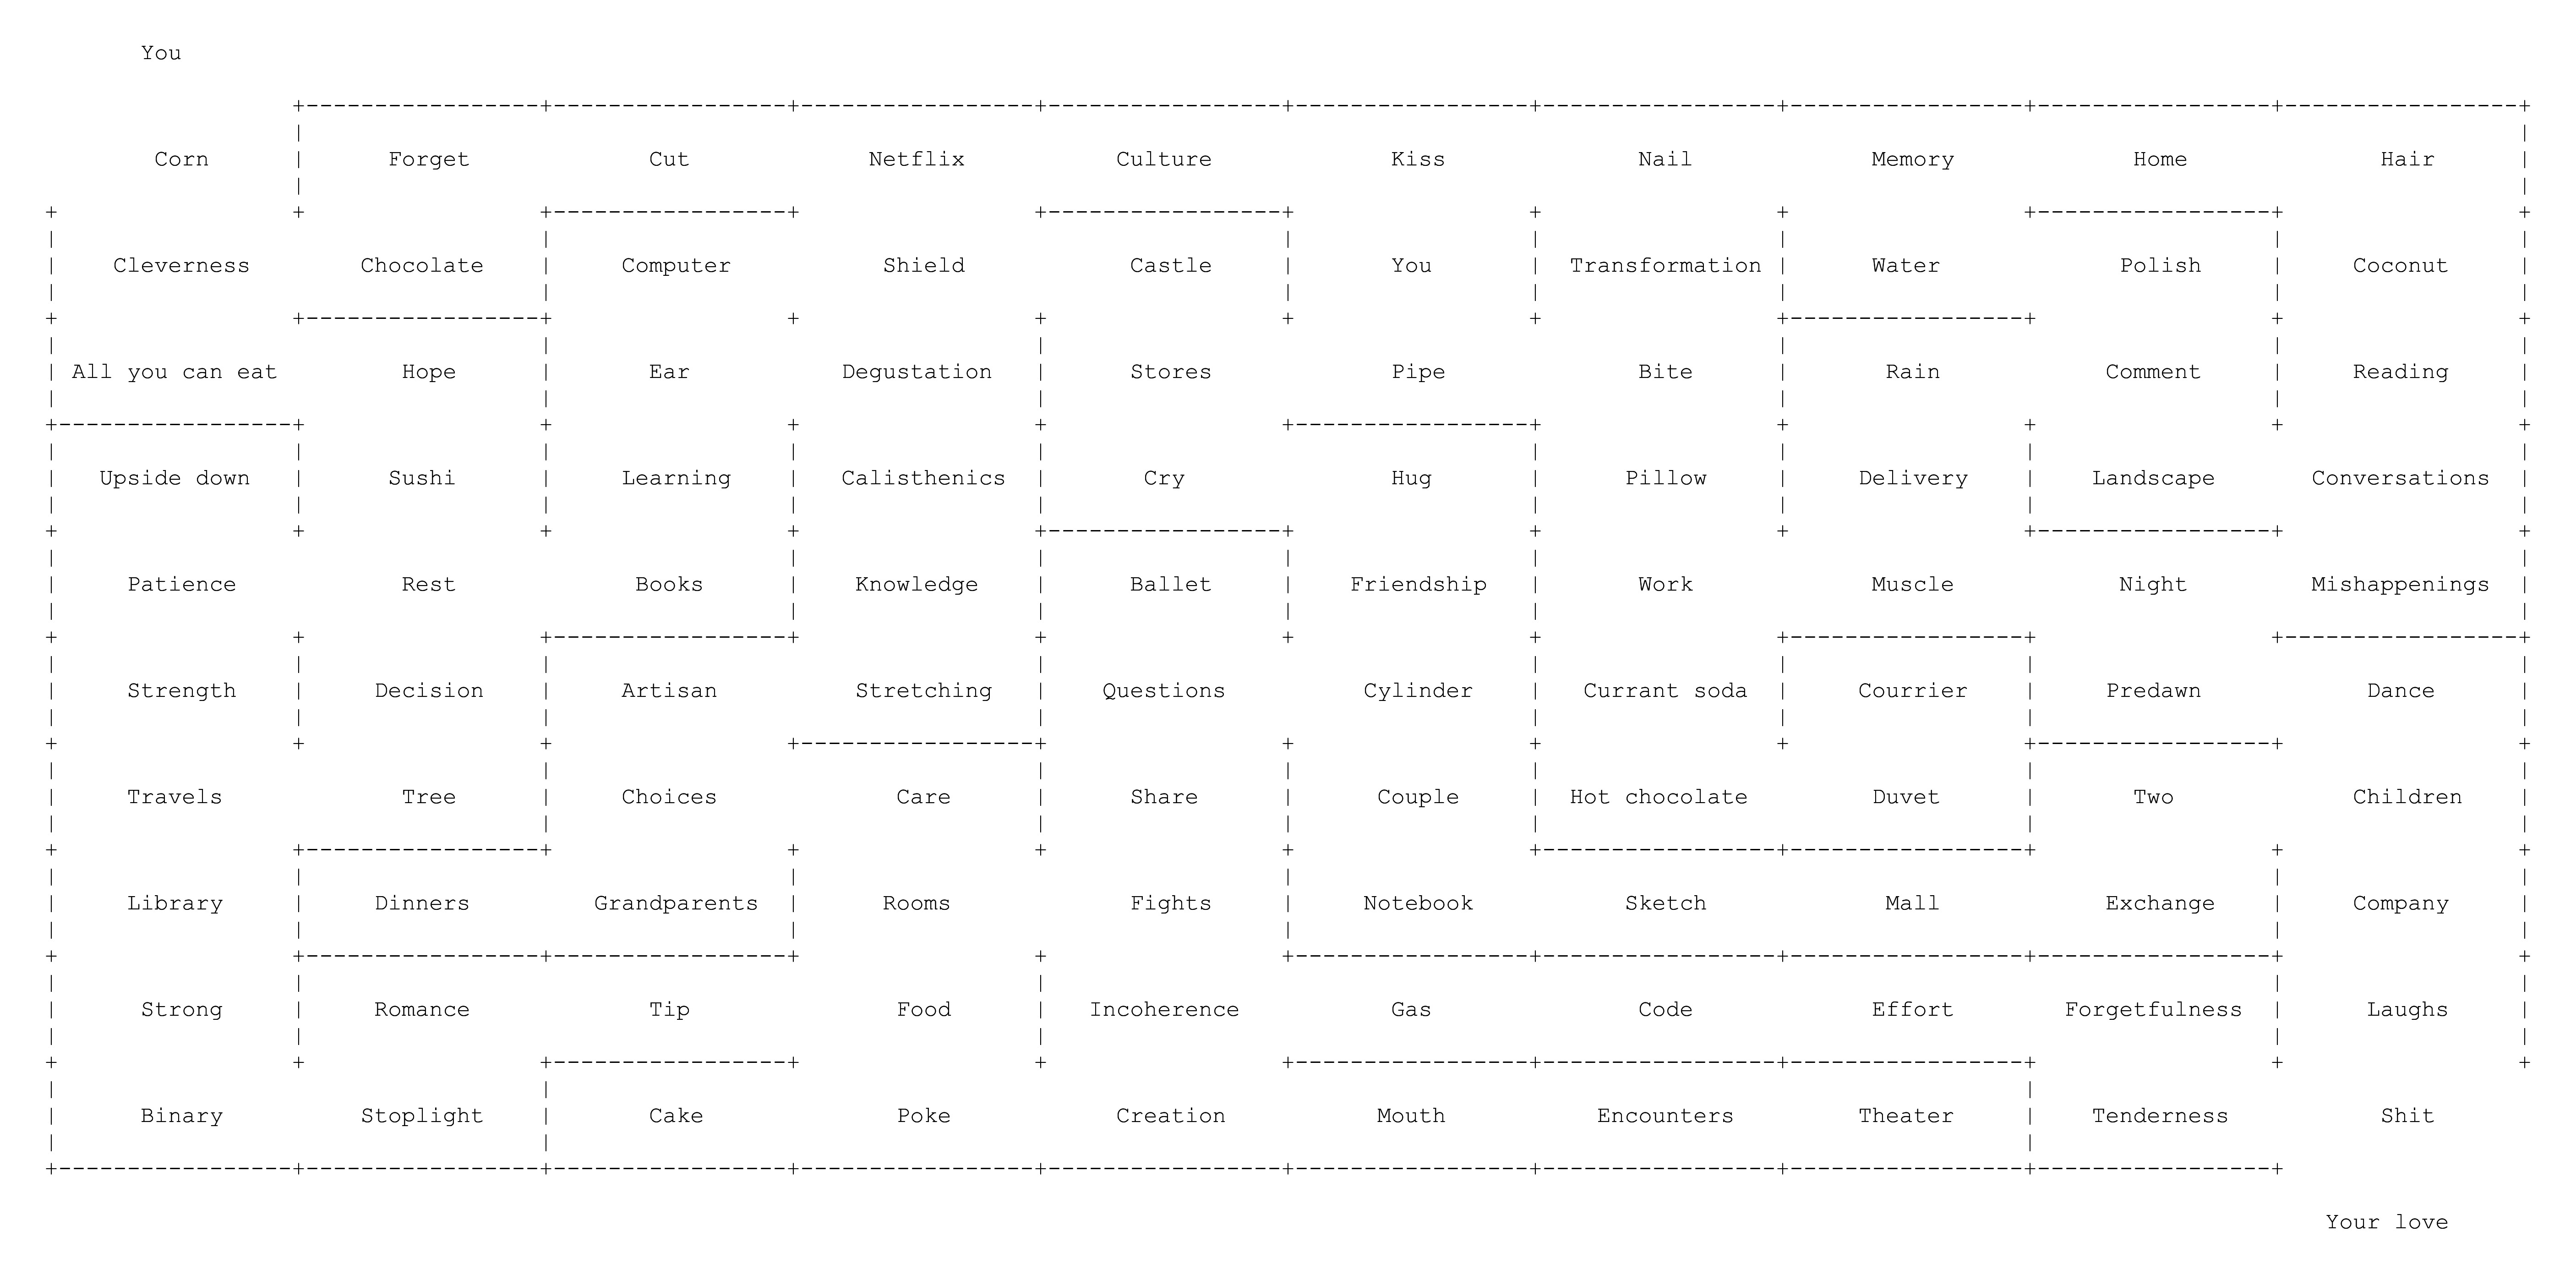 You
Corn Forget Cut Netflix Culture Kiss Nail Memory Home Hair
Cleverness Chocolate Computer Shield Castle You Transformation Water Polish Coconut
All you can eat Hope Ear Degustation Stores Pipe Bite Rain Comment Reading
Upside down Sushi Learning Calisthenics Cry Hug Pillow Delivery Landscape Conversations
Patience Rest Books Knowledge Ballet Friendship Work Muscle Night Mishappenings
Strength Decision Artisan Stretching Questions Cylinder Currant soda Courrier Predawn Dance
Travels Tree Choices Care Share Couple Hot chocolate Duvet Two Children
Library Dinners Grandparents Rooms Fights Notebook Sketch Mall Exchange Company
Strong Romance Tip Food Incoherence Gas Code Effort Forgetfulness Laughs
Binary Stoplight Cake Poke Creation Mouth Encounters Theater Tenderness Shit
Your love